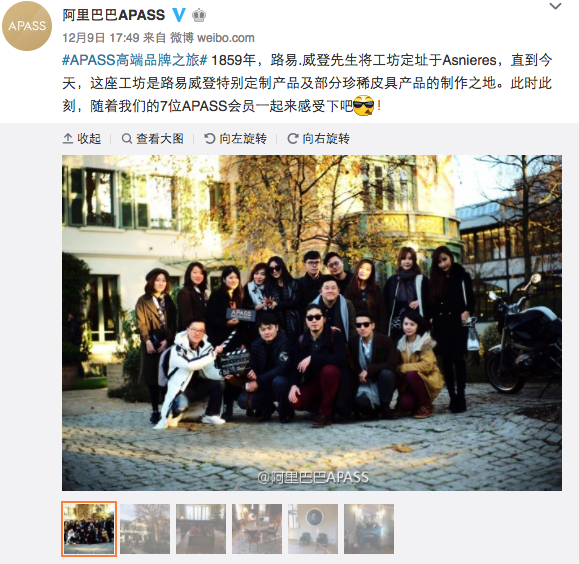 APASS
阿里巴巴APASS
12月9日 17:49 来自 微博 weibo.com
#APASS高端品牌之旅# 1859年，路易.威登先生将工坊定址于Asnieres，直到今
天，这座工坊是路易威登特别定制产品及部分珍稀皮具产品的制作之地。此时此
刻，随着我们的7位APASS会员一起来感受下吧！
收起 查看大图 向左旋转 向右旋转
APASS
@阿里巴巴APASS